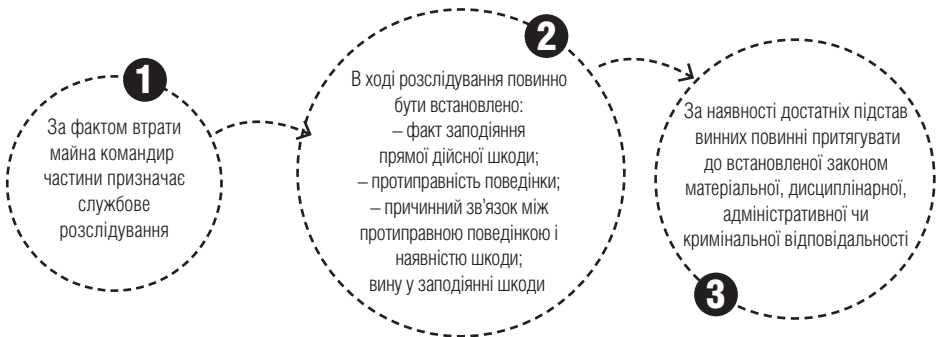 1
За фактом втрати
майна командир
частини призначає
службове
розслідування
2
В ході розслідування повинно
бути встановлено:
– факт заподіяння
прямої дійсної шкоди;
– протиправність поведінки;
– причинний зв'язок між
протиправною поведінкою і
наявністю шкоди;
вину у заподіянні шкоди
За наявності достатніх підстав
винних повинні притягувати
до встановленої законом
матеріальної, дисциплінарної,
адміністративної чи
кримінальної відповідальності
3